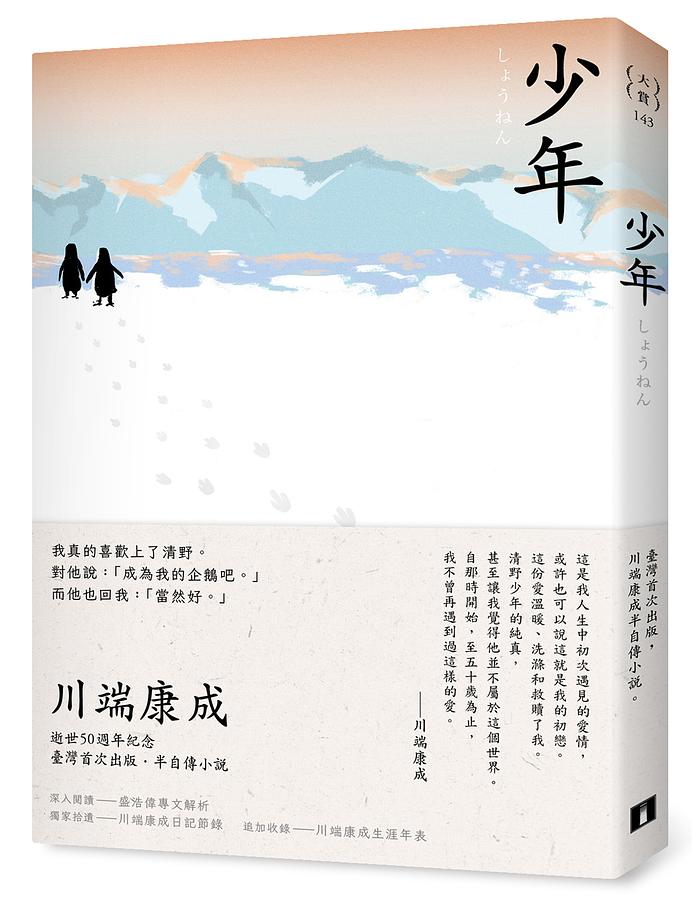 少年
しょうねん
我真的喜歡上了清野。
對他說：「成為我的企鵝吧。」
而他也回我：「當然好。」
川端康成
逝世50週年紀念
臺灣首次出版・半自傳小說
深入閱讀──盛浩偉專文解析
獨家拾遺──川端康成日記節錄
追加收錄──川端康成生涯年表
這是我人生中初次遇見的愛情，
或許也可以說這就是我的初戀。
這份愛溫暖、洗滌和救贖了我。
清野少年的純真，
甚至讓我覺得他並不屬於這個世界。
自那時開始，至五十歲為止，
我不曾再遇到過這樣的愛。
──川端康成
大賞
143
少年
しょうねん
臺灣首次出版，
川端康成半自傳小說。